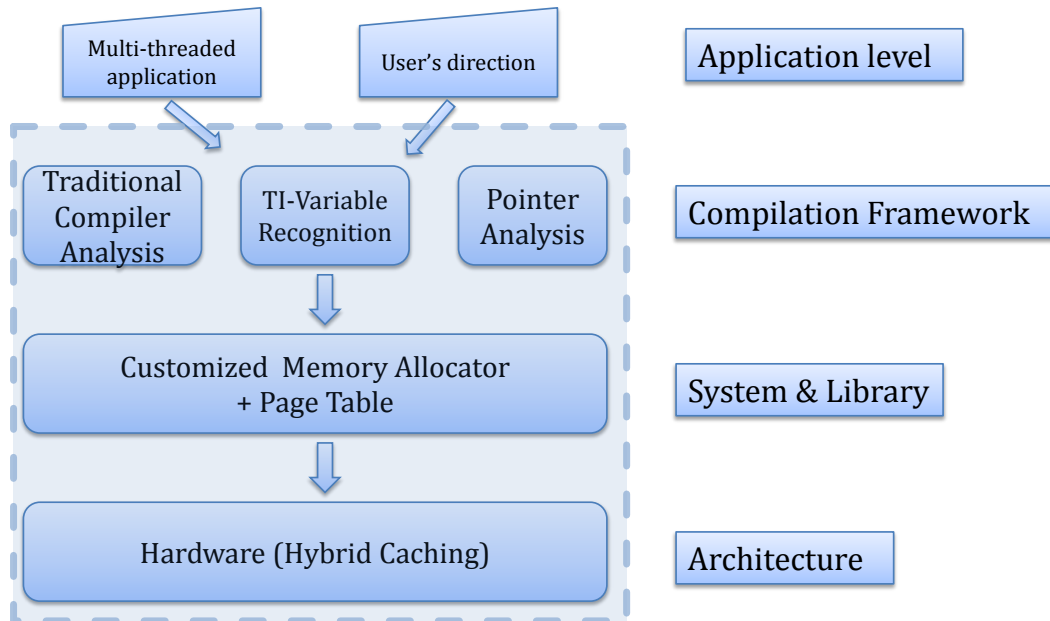 Multi-threaded
application
User's direction
Application level
Traditional
Compiler
Analysis
TI-Variable
Recognition
Pointer
Analysis
Compilation Framework
Customized Memory Allocator
+ Page Table
System & Library
Hardware (Hybrid Caching)
Architecture